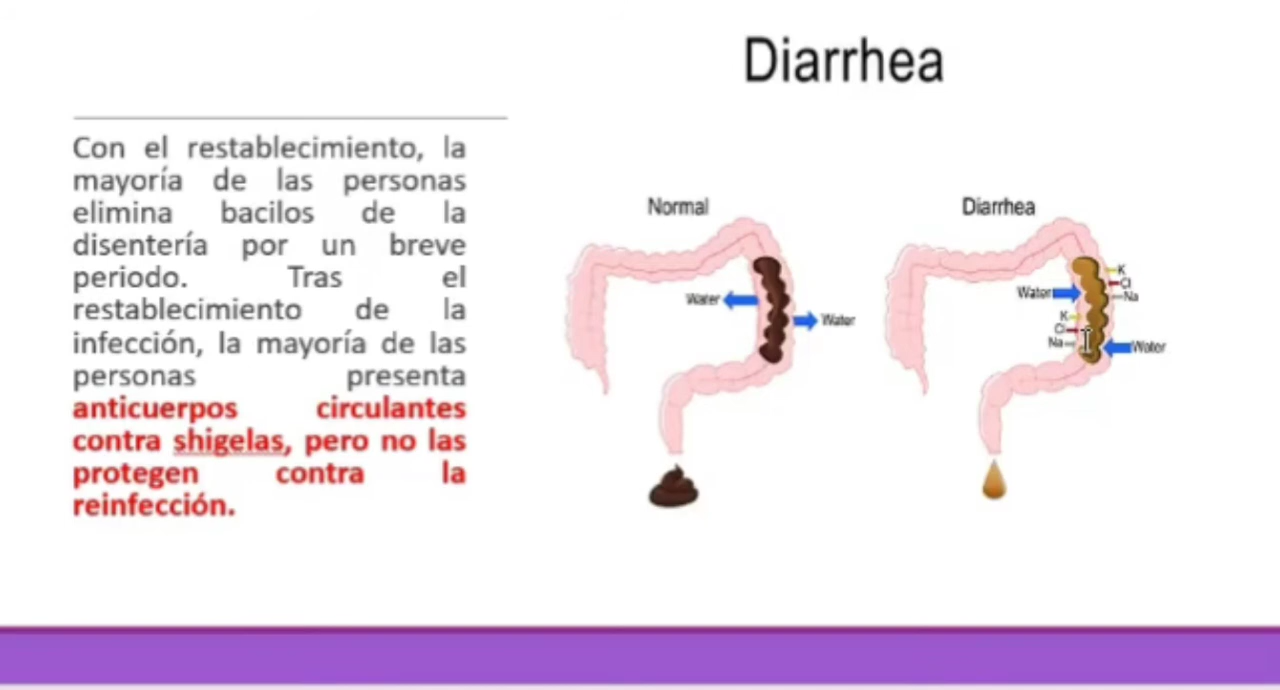 Diarrhea
Con el restablecimiento, la
mayoría de las personas
elimina bacilos de la
disentería por un breve
periodo. Tras el
restablecimiento de la
infección, la mayoría de las
personas presenta
anticuerpos circulantes
contra shigelas, pero no las
protegen contra la
reinfección.
Normal
Water
Water
Diarrhea
K
Cl
Na
Water
K
Cl
Na
Water